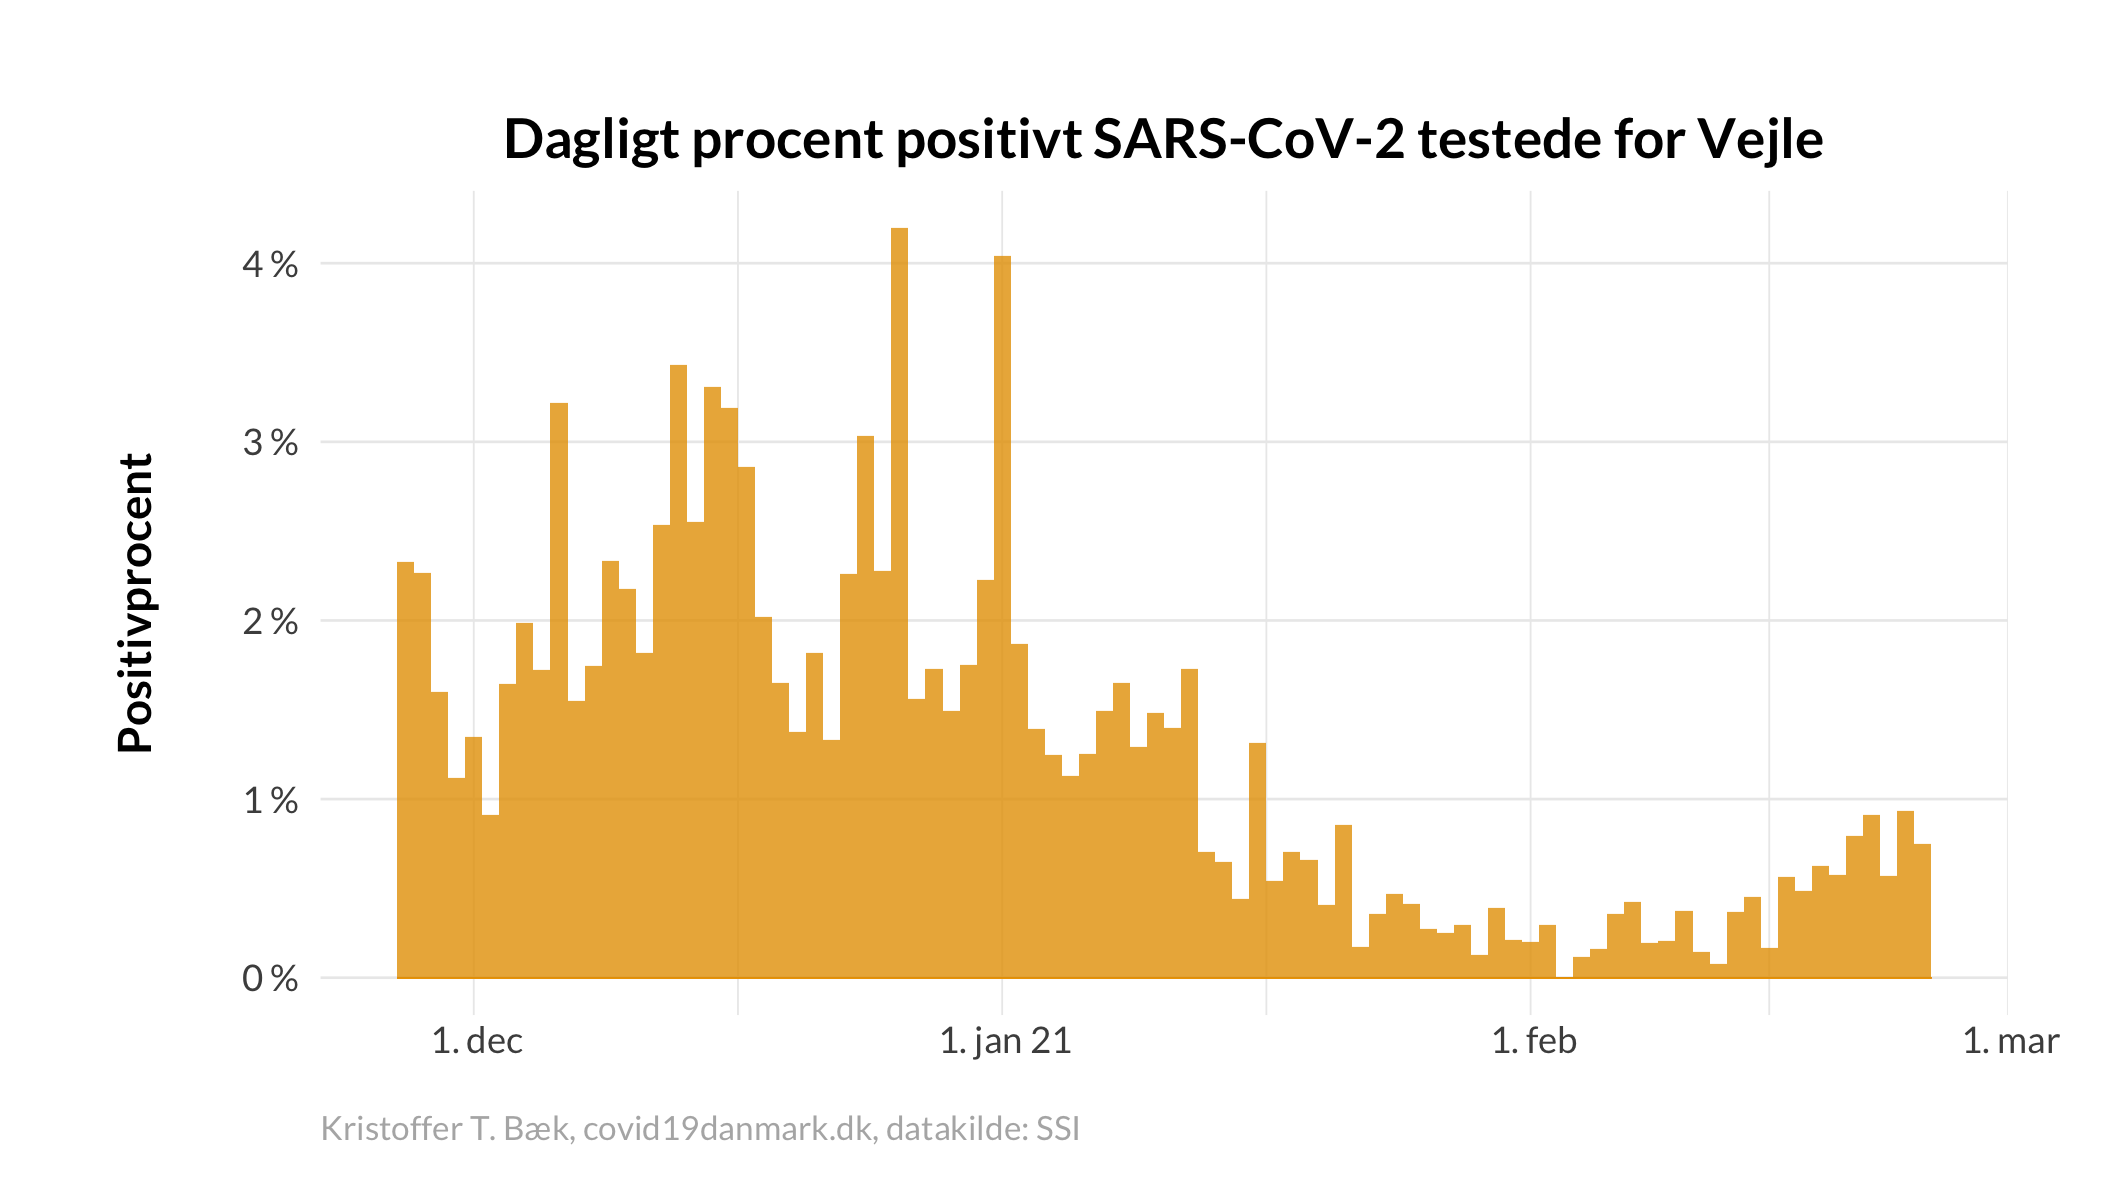 Dagligt procent positivt SARS-CoV-2 testede for Vejle
Positivprocent
4 %
3 %
2 %
1 %
0 %
1. dec
1. jan 21
1. feb
1. mar
Kristoffer T. Bæk, covid19danmark.dk, datakilde: SSI